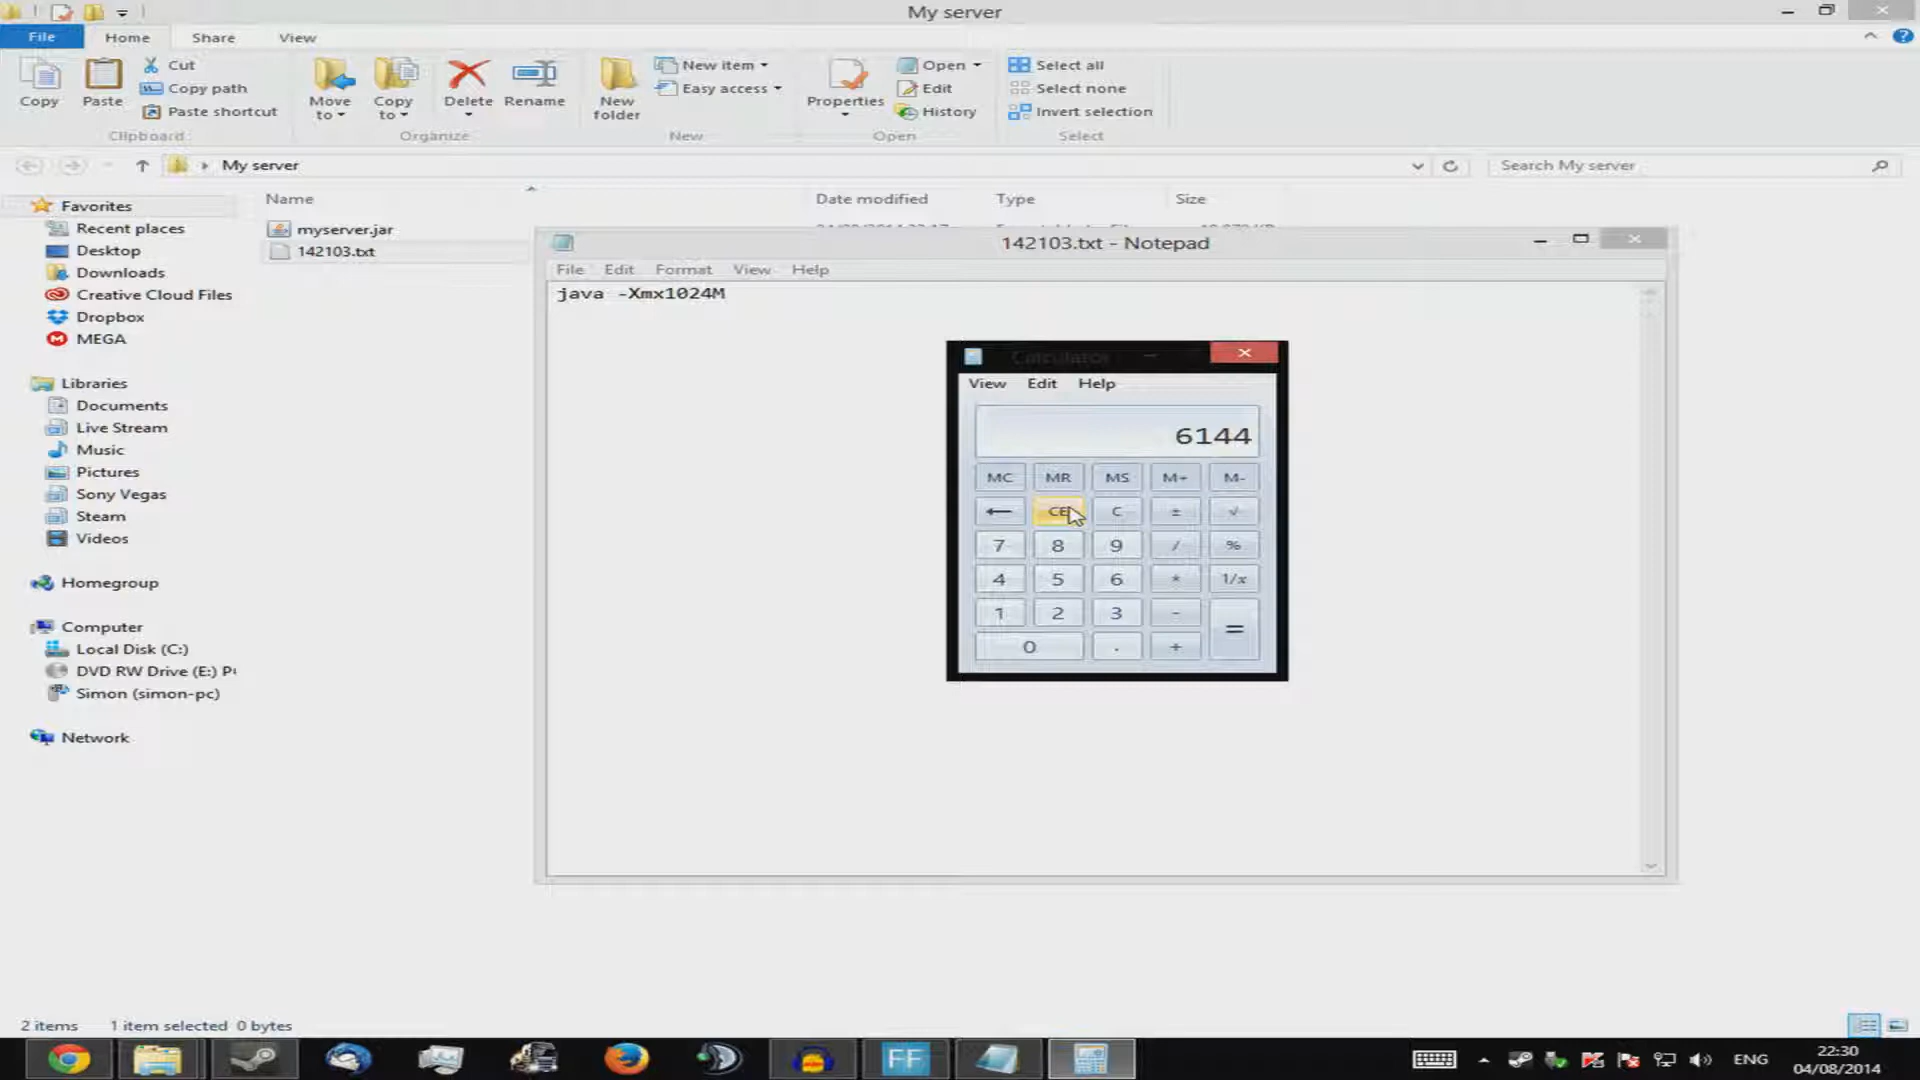 My server
File Home Share View
Copy
Paste
Cut
Copy path
Paste shortcut
Clipboard
Move to
Copy to
Delete
Rename
Organize
New folder
New item
Easy access
New
Properties
Open
Edit
History
Open
Select all
Select none
Invert selection
Select
My server
Search My server
Name Date modified Type Size
Favorites
Recent places
Desktop
Downloads
Creative Cloud Files
Dropbox
MEGA
Libraries
Documents
Live Stream
Music
Pictures
Sony Vegas
Steam
Videos
Homegroup
Computer
Local Disk (C:)
DVD RW Drive (E:)
Simon (simon-pc)
Network
myserver.jar
142103.txt
142103.txt - Notepad
File Edit Format View Help
java -Xmx1024M
Calculator
View Edit Help
6144
MC MR MS M+ M-
← CE C ± √
7 8 9 / %
4 5 6 * 1/x
1 2 3 - =
0 . +
2 items 1 item selected 0 bytes
FF
ENG
22:30
04/08/2014